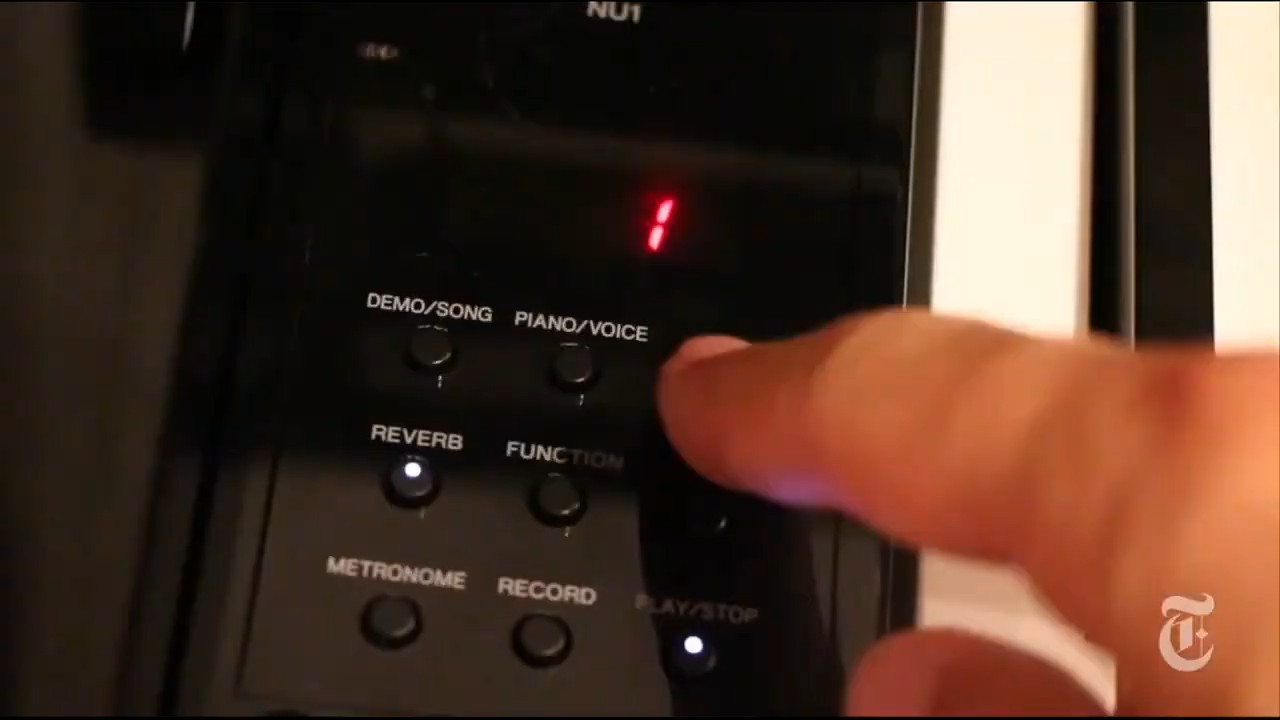 NU1
1
DEMO/SONG PIANO/VOICE
REVERB FUNCTION
METRONOME RECORD PLAY/STOP
T